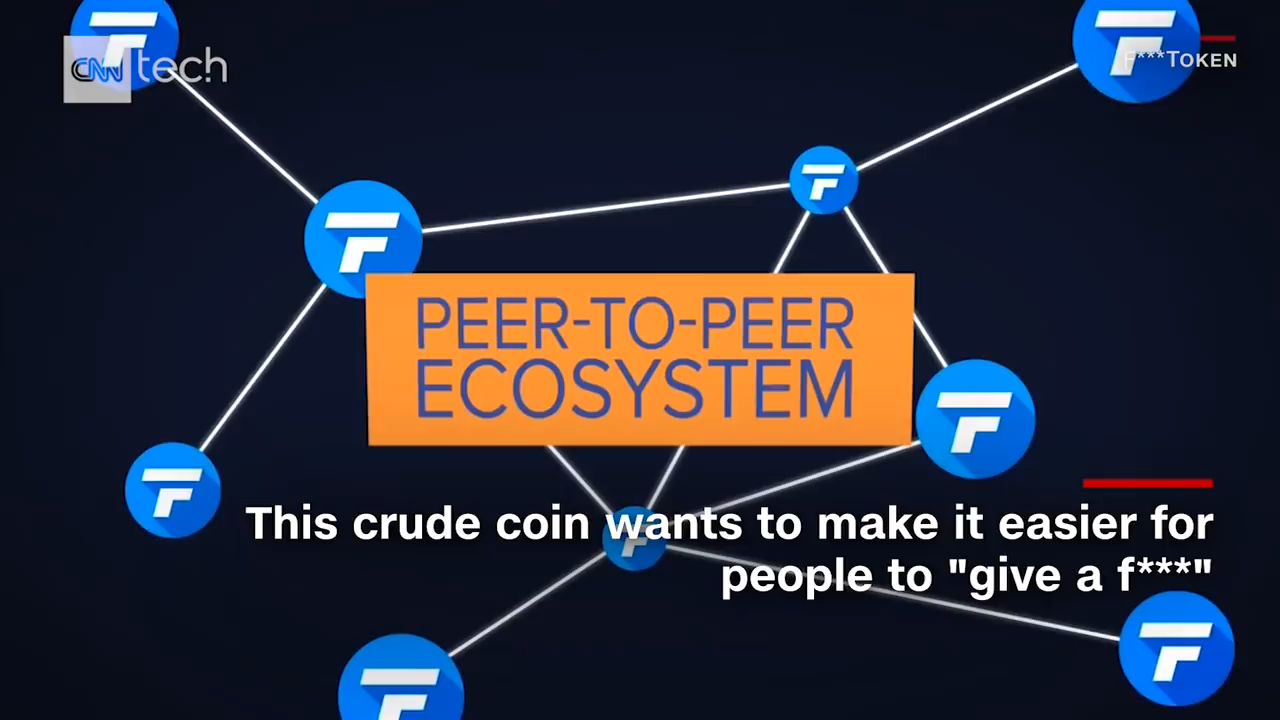 CNN tech
F***TOKEN
PEER-TO-PEER
ECOSYSTEM
This crude coin wants to make it easier for
people to "give a f***"